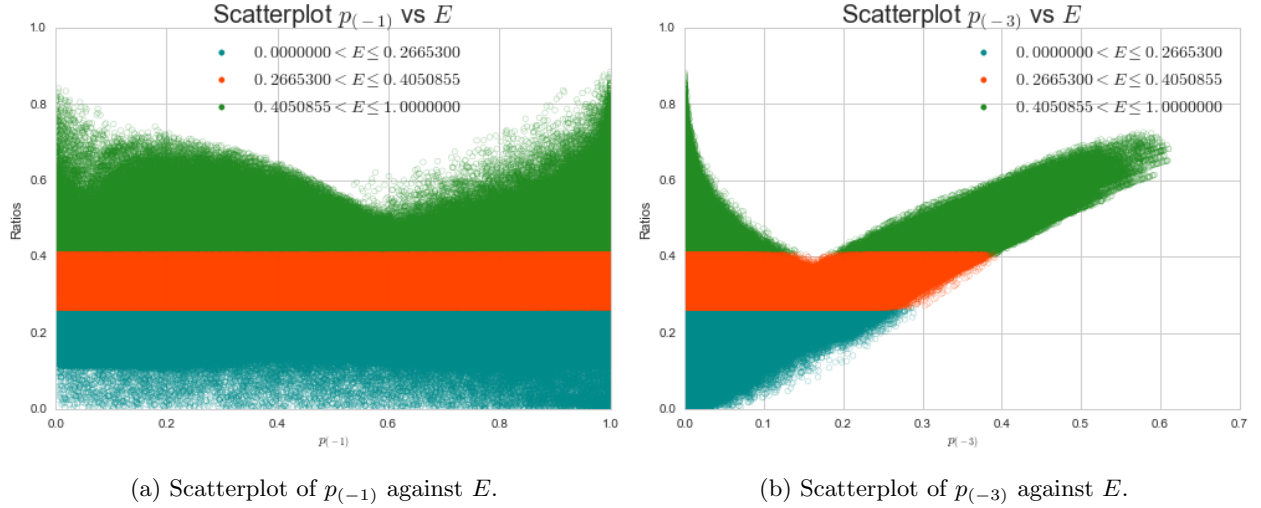 Scatterplot p(−1) vs E
0.0000000 < E ≤ 0.2665300
0.2665300 < E ≤ 0.4050855
0.4050855 < E ≤ 1.0000000
1.0
0.8
0.6
0.4
0.2
0.0
Ratios
0.0 0.2 0.4 0.6 0.8 1.0
p(−1)
(a) Scatterplot of p(−1) against E.
Scatterplot p(−3) vs E
0.0000000 < E ≤ 0.2665300
0.2665300 < E ≤ 0.4050855
0.4050855 < E ≤ 1.0000000
1.0
0.8
0.6
0.4
0.2
0.0
Ratios
0.0 0.1 0.2 0.3 0.4 0.5 0.6 0.7
p(−3)
(b) Scatterplot of p(−3) against E.